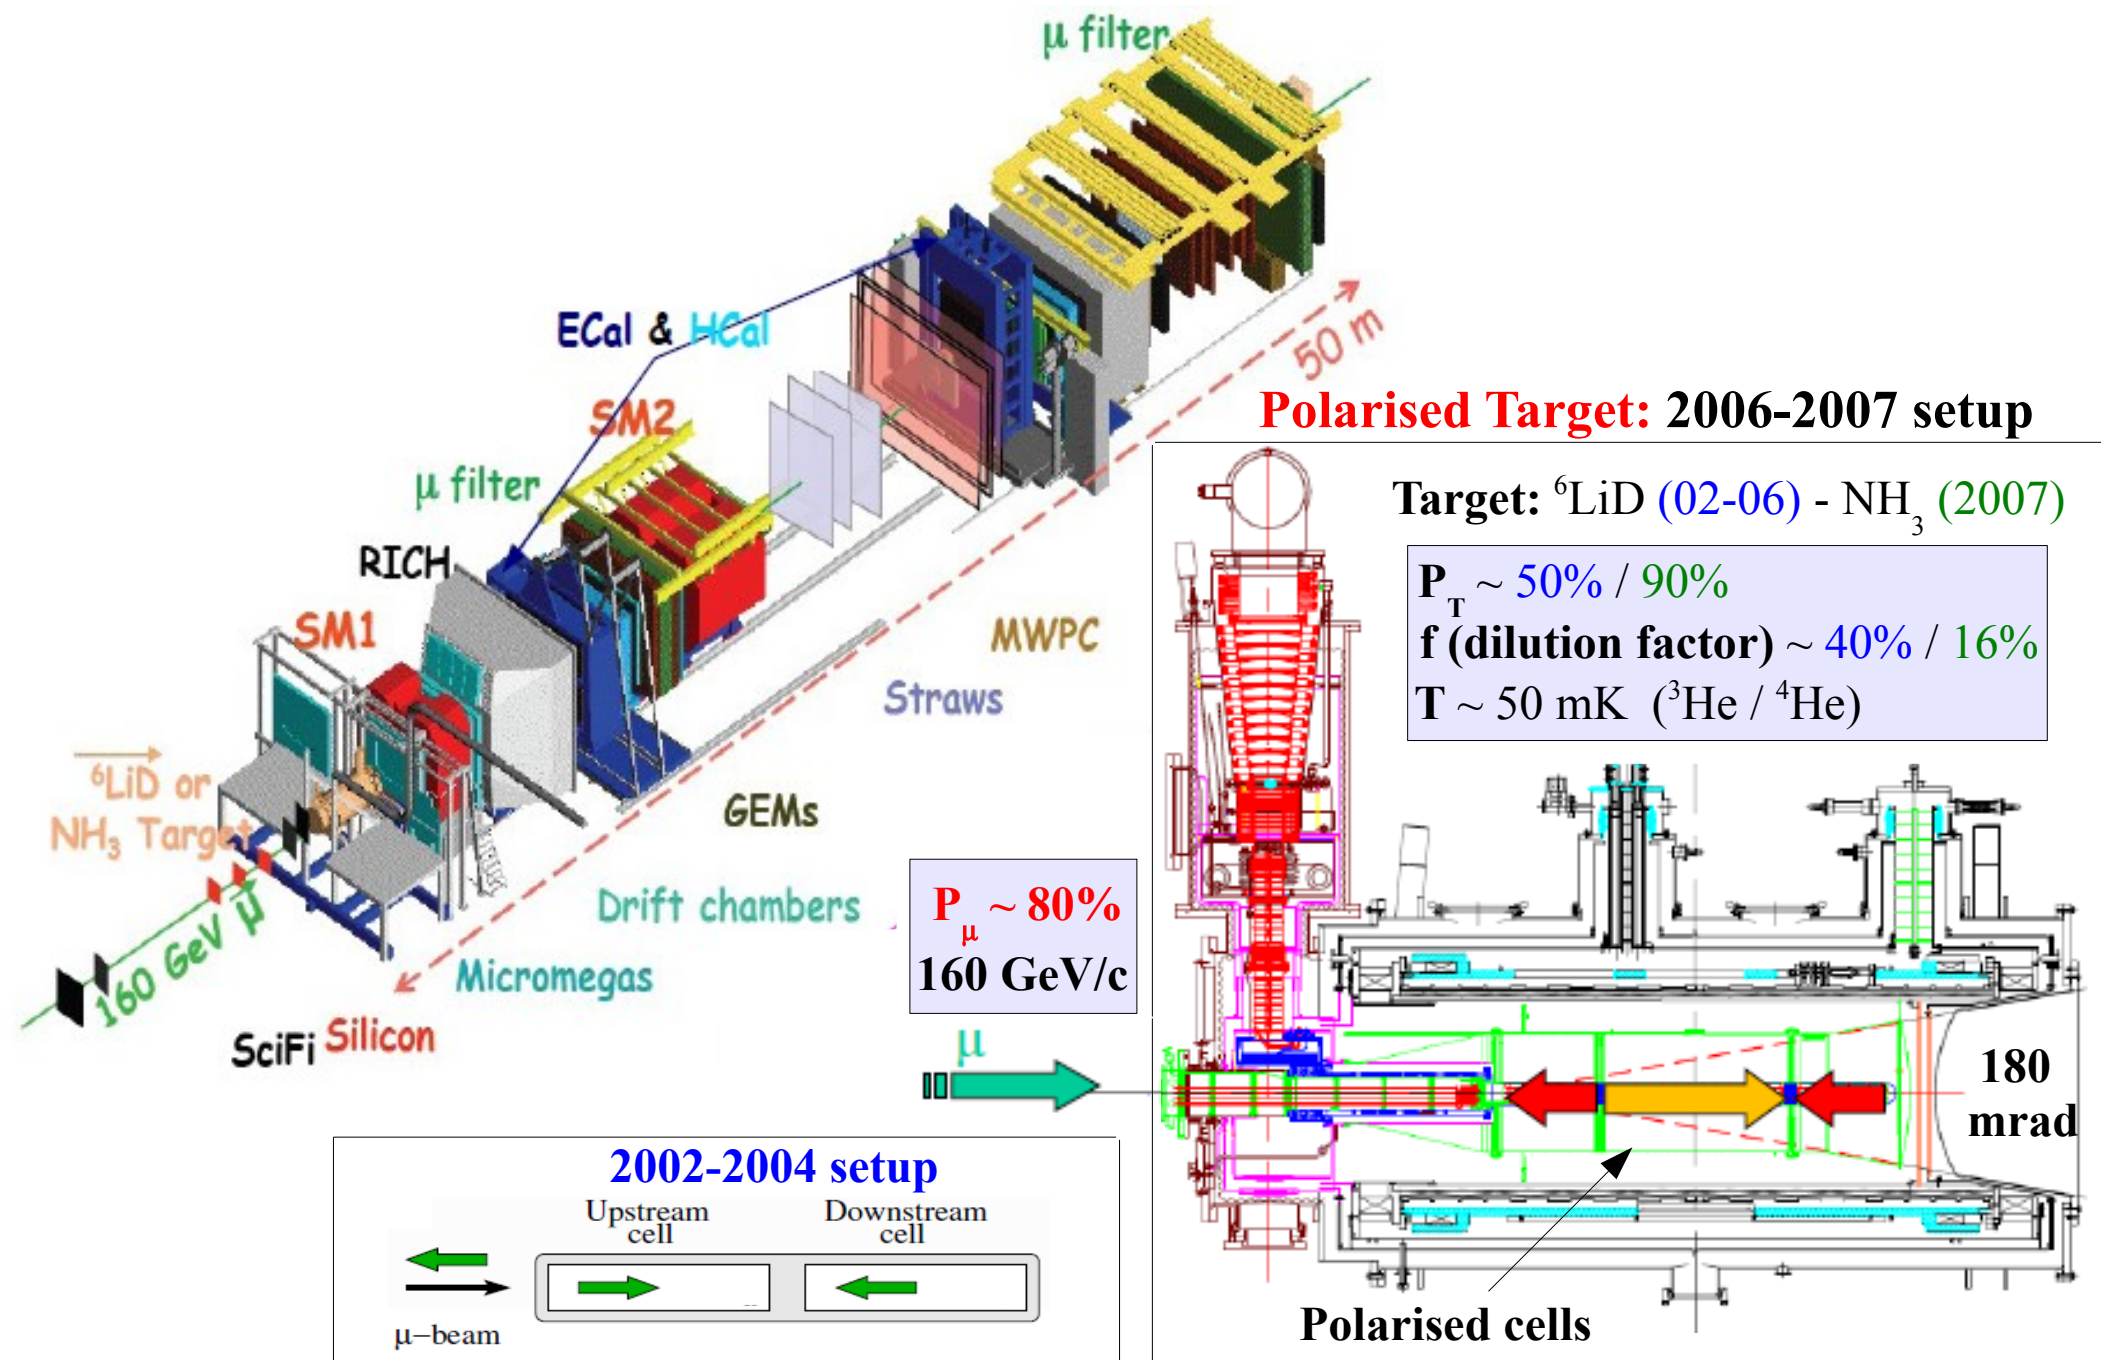 μ filter
ECal & HCal
50 m
SM2
μ filter
RICH
SM1
MWPC
Straws
⁶LiD or
NH₃ Target
GEMs
Drift chambers
Micromegas
160 GeV μ
SciFi Silicon
Polarised Target: 2006-2007 setup
Target: ⁶LiD (02-06) - NH₃ (2007)
P_T ~ 50% / 90%
f (dilution factor) ~ 40% / 16%
T ~ 50 mK (³He / ⁴He)
P_μ ~ 80%
160 GeV/c
μ
180
mrad
Polarised cells
2002-2004 setup
Upstream
cell
Downstream
cell
μ−beam